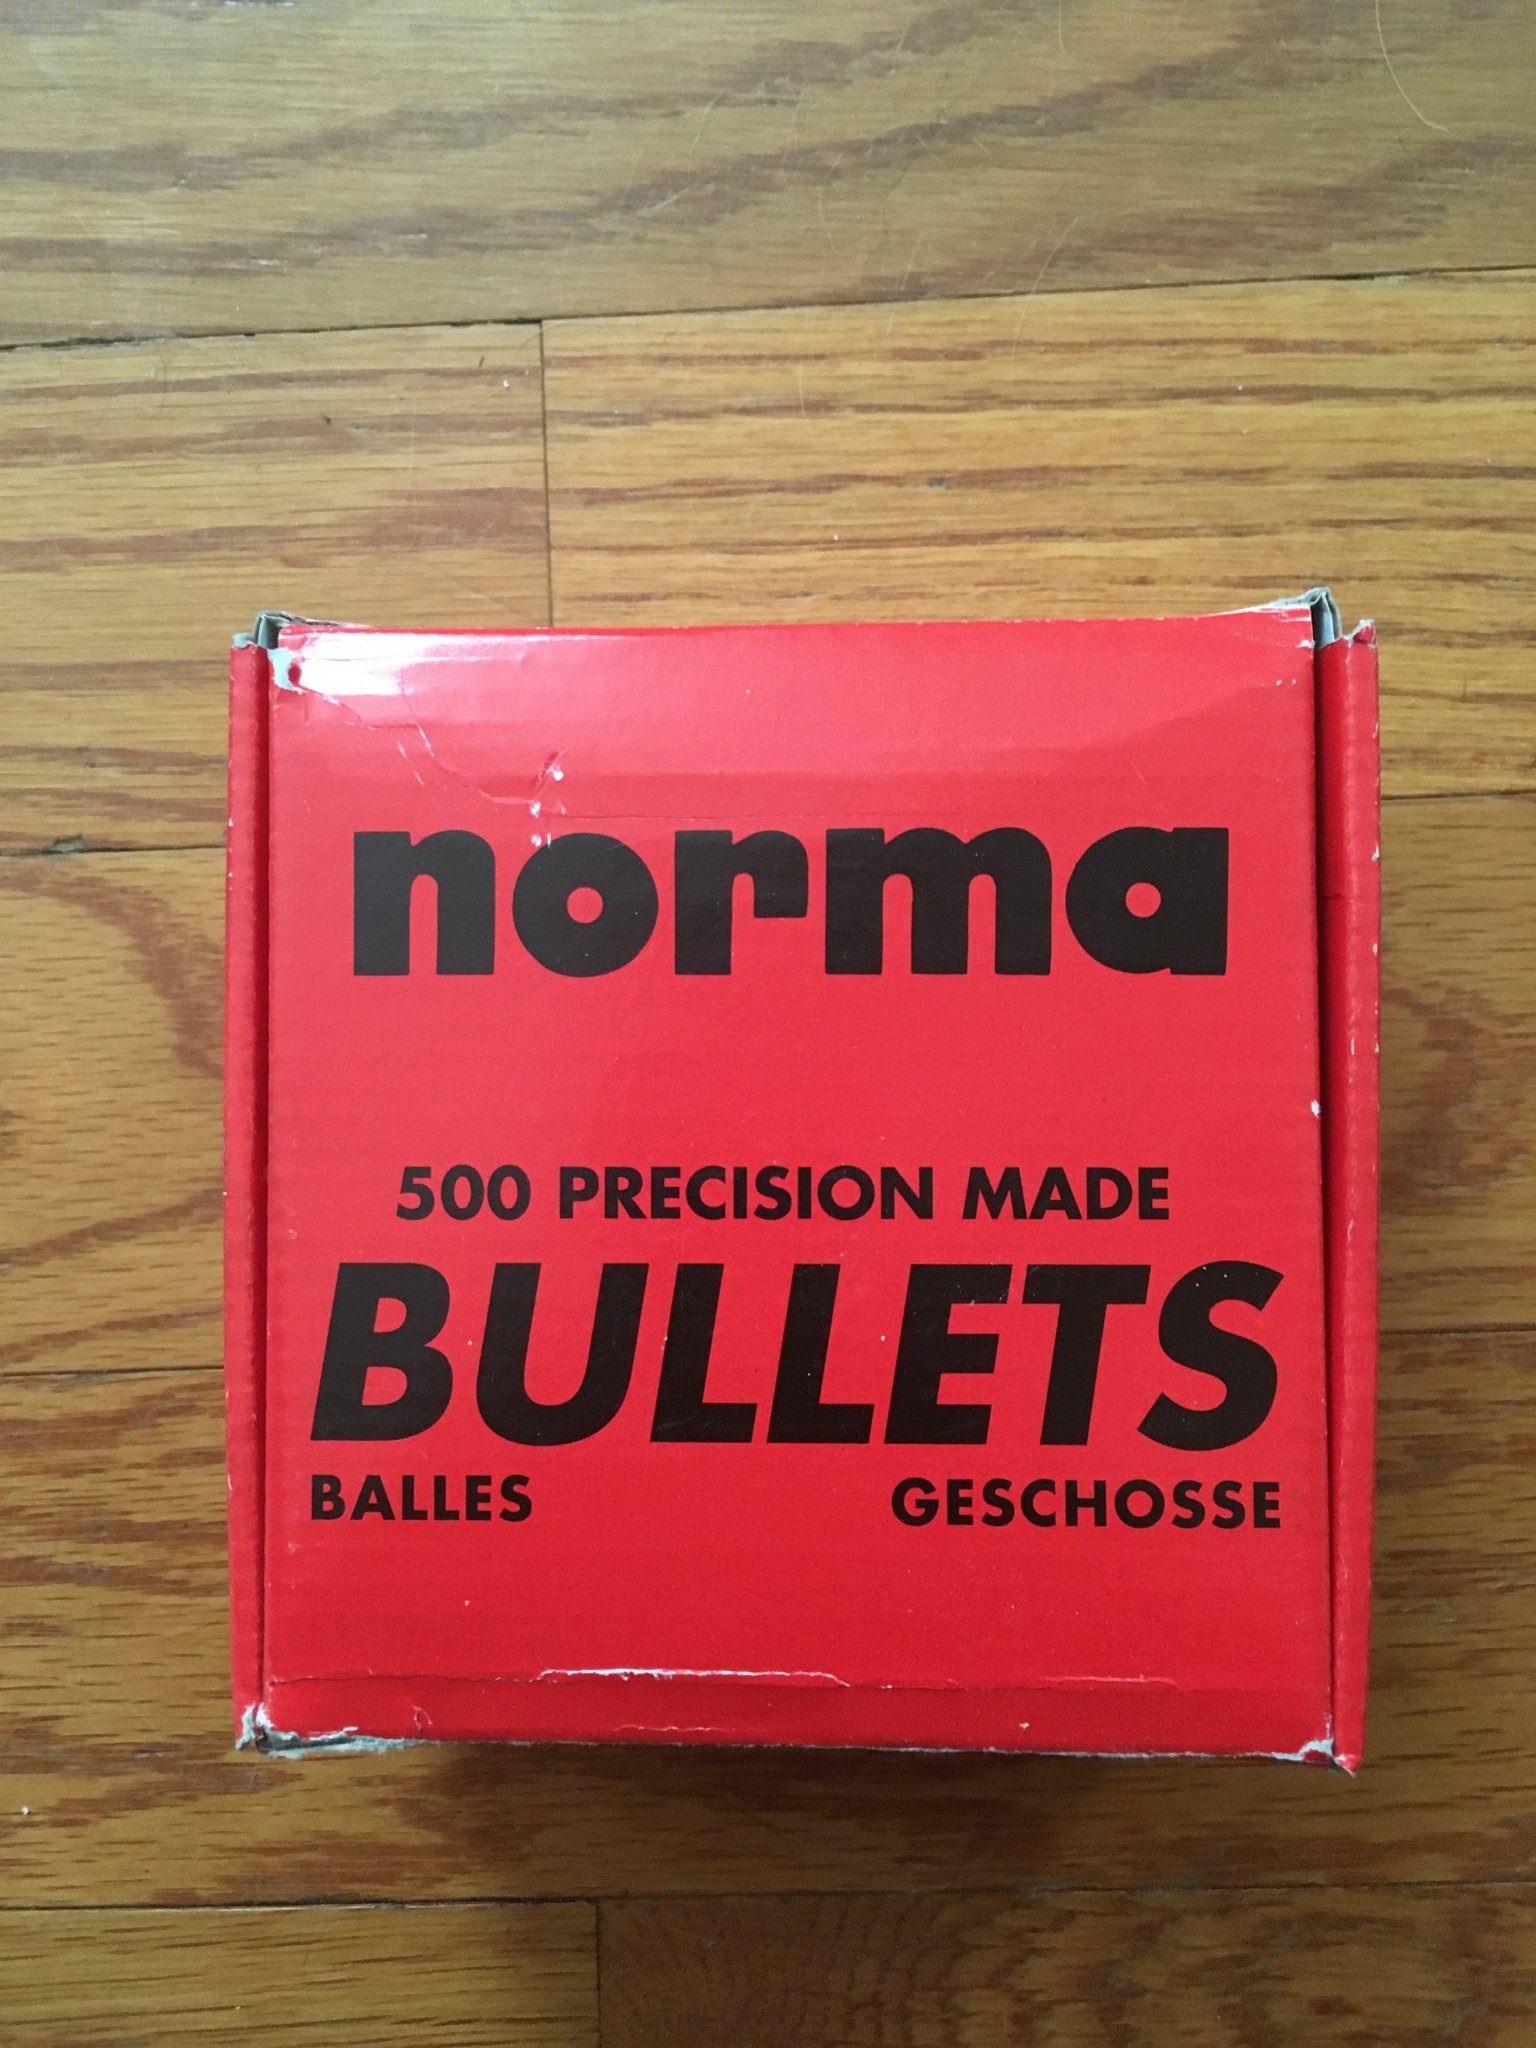 norma
500 PRECISION MADE
BULLETS
BALLES GESCHOSSE